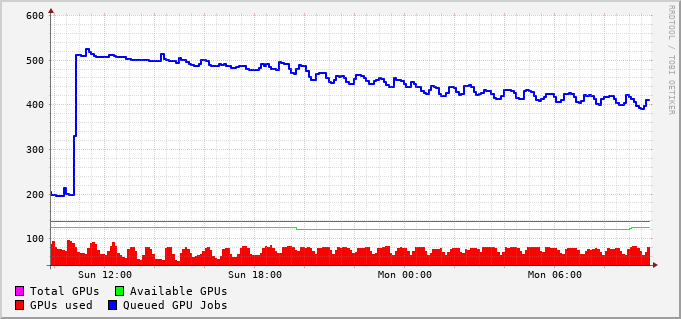 600
500
400
300
200
100
Sun 12:00 Sun 18:00 Mon 00:00 Mon 06:00
Total GPUs Available GPUs
GPUs used Queued GPU Jobs
RRDTOOL / TOBI OETIKER